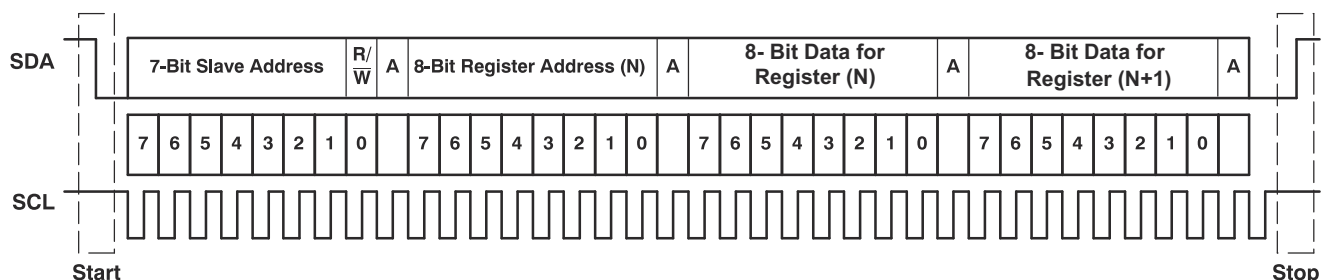 SDA
7-Bit Slave Address
R/
W
A
8-Bit Register Address (N)
A
8- Bit Data for
Register (N)
A
8- Bit Data for
Register (N+1)
A
7 6 5 4 3 2 1 0 7 6 5 4 3 2 1 0 7 6 5 4 3 2 1 0 7 6 5 4 3 2 1 0
SCL
Start
Stop